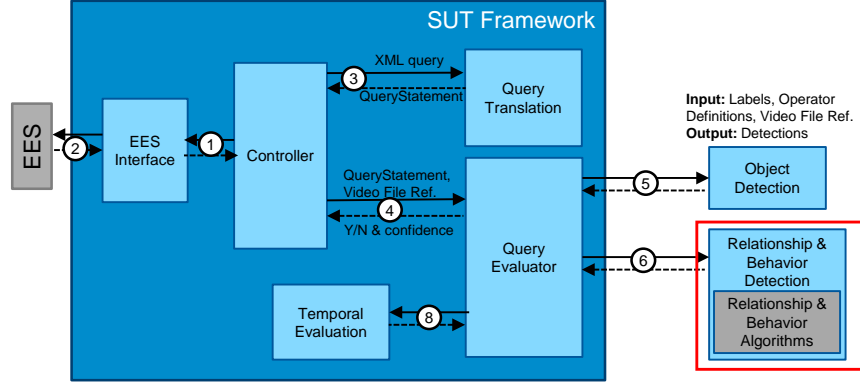 SUT Framework
XML query
3
QueryStatement
Query
Translation
EES
2
EES
Interface
1
Controller
Input: Labels, Operator
Definitions, Video File Ref.
Output: Detections
QueryStatement,
Video File Ref.
4
Y/N & confidence
Query
Evaluator
5
Object
Detection
6
Relationship &
Behavior
Detection
Relationship &
Behavior
Algorithms
Temporal
Evaluation
8